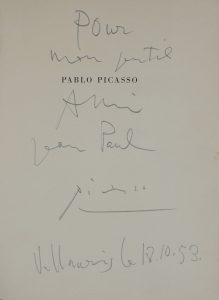 Pour
mon gentil
PABLO PICASSO
Ami
Jean Paul
Picasso
Vallauris le 18.10.53.